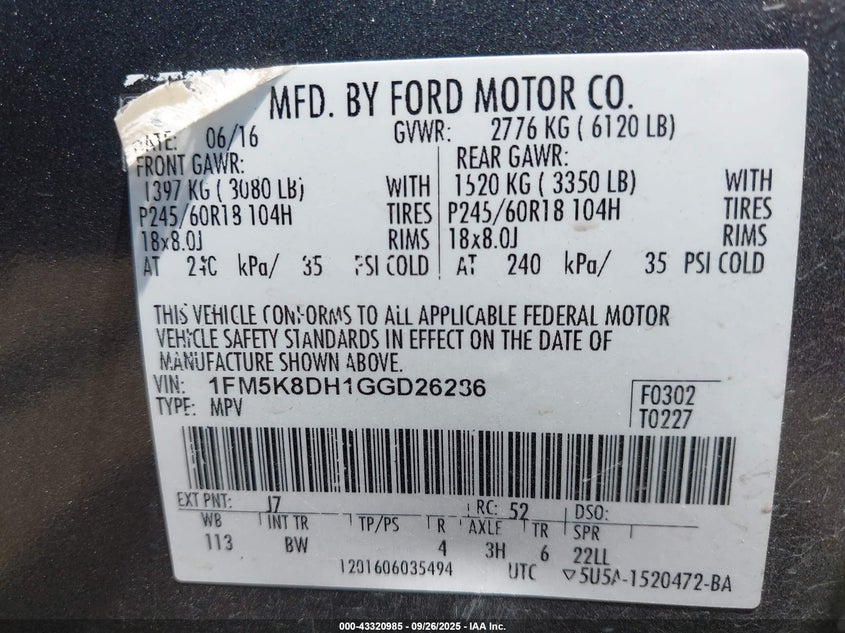 MFD. BY FORD MOTOR CO.
DATE: 06/16 GVWR: 2776 KG ( 6120 LB)
FRONT GAWR: REAR GAWR:
1397 KG ( 3080 LB) WITH 1520 KG ( 3350 LB) WITH
P245/60R18 104H TIRES P245/60R18 104H TIRES
18x8.0J RIMS 18x8.0J RIMS
AT 240 kPa/ 35 PSI COLD AT 240 kPa/ 35 PSI COLD
THIS VEHICLE CONFORMS TO ALL APPLICABLE FEDERAL MOTOR
VEHICLE SAFETY STANDARDS IN EFFECT ON THE DATE OF
MANUFACTURE SHOWN ABOVE.
VIN: 1FM5K8DH1GGD26236
TYPE: MPV
F0302
T0227
EXT PNT: J7 RC: 52 DSO:
WB INT TR TP/PS R AXLE TR SPR
113 BW 4 3H 6 22LL
1201606035494 UTC ▽5U5A-1520472-BA
000-43320985 - 09/26/2025 - IAA Inc.